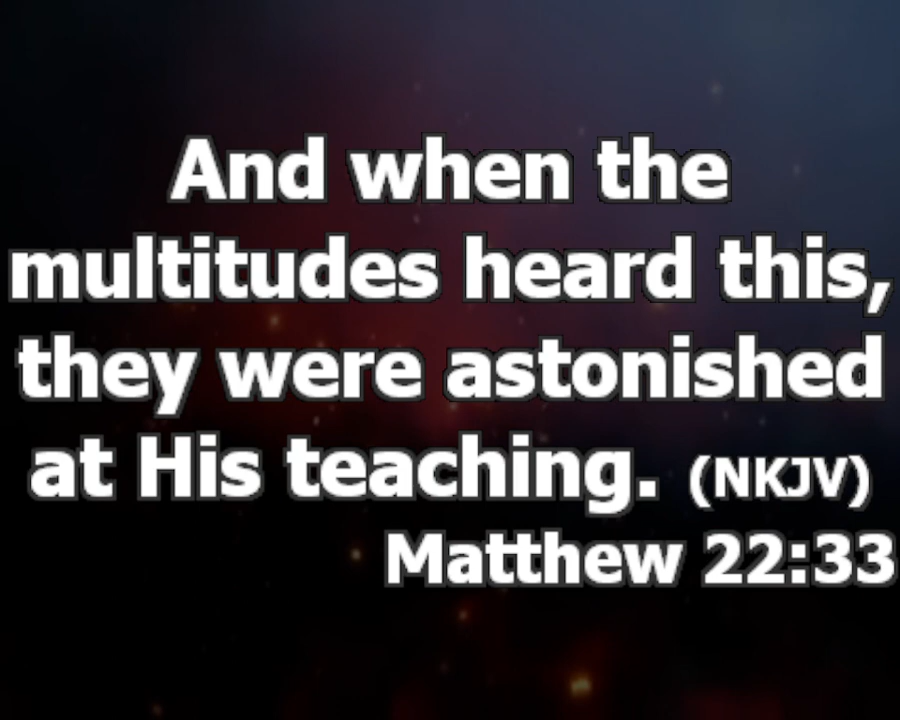 And when the
multitudes heard this,
they were astonished
at His teaching. (NKJV)
Matthew 22:33